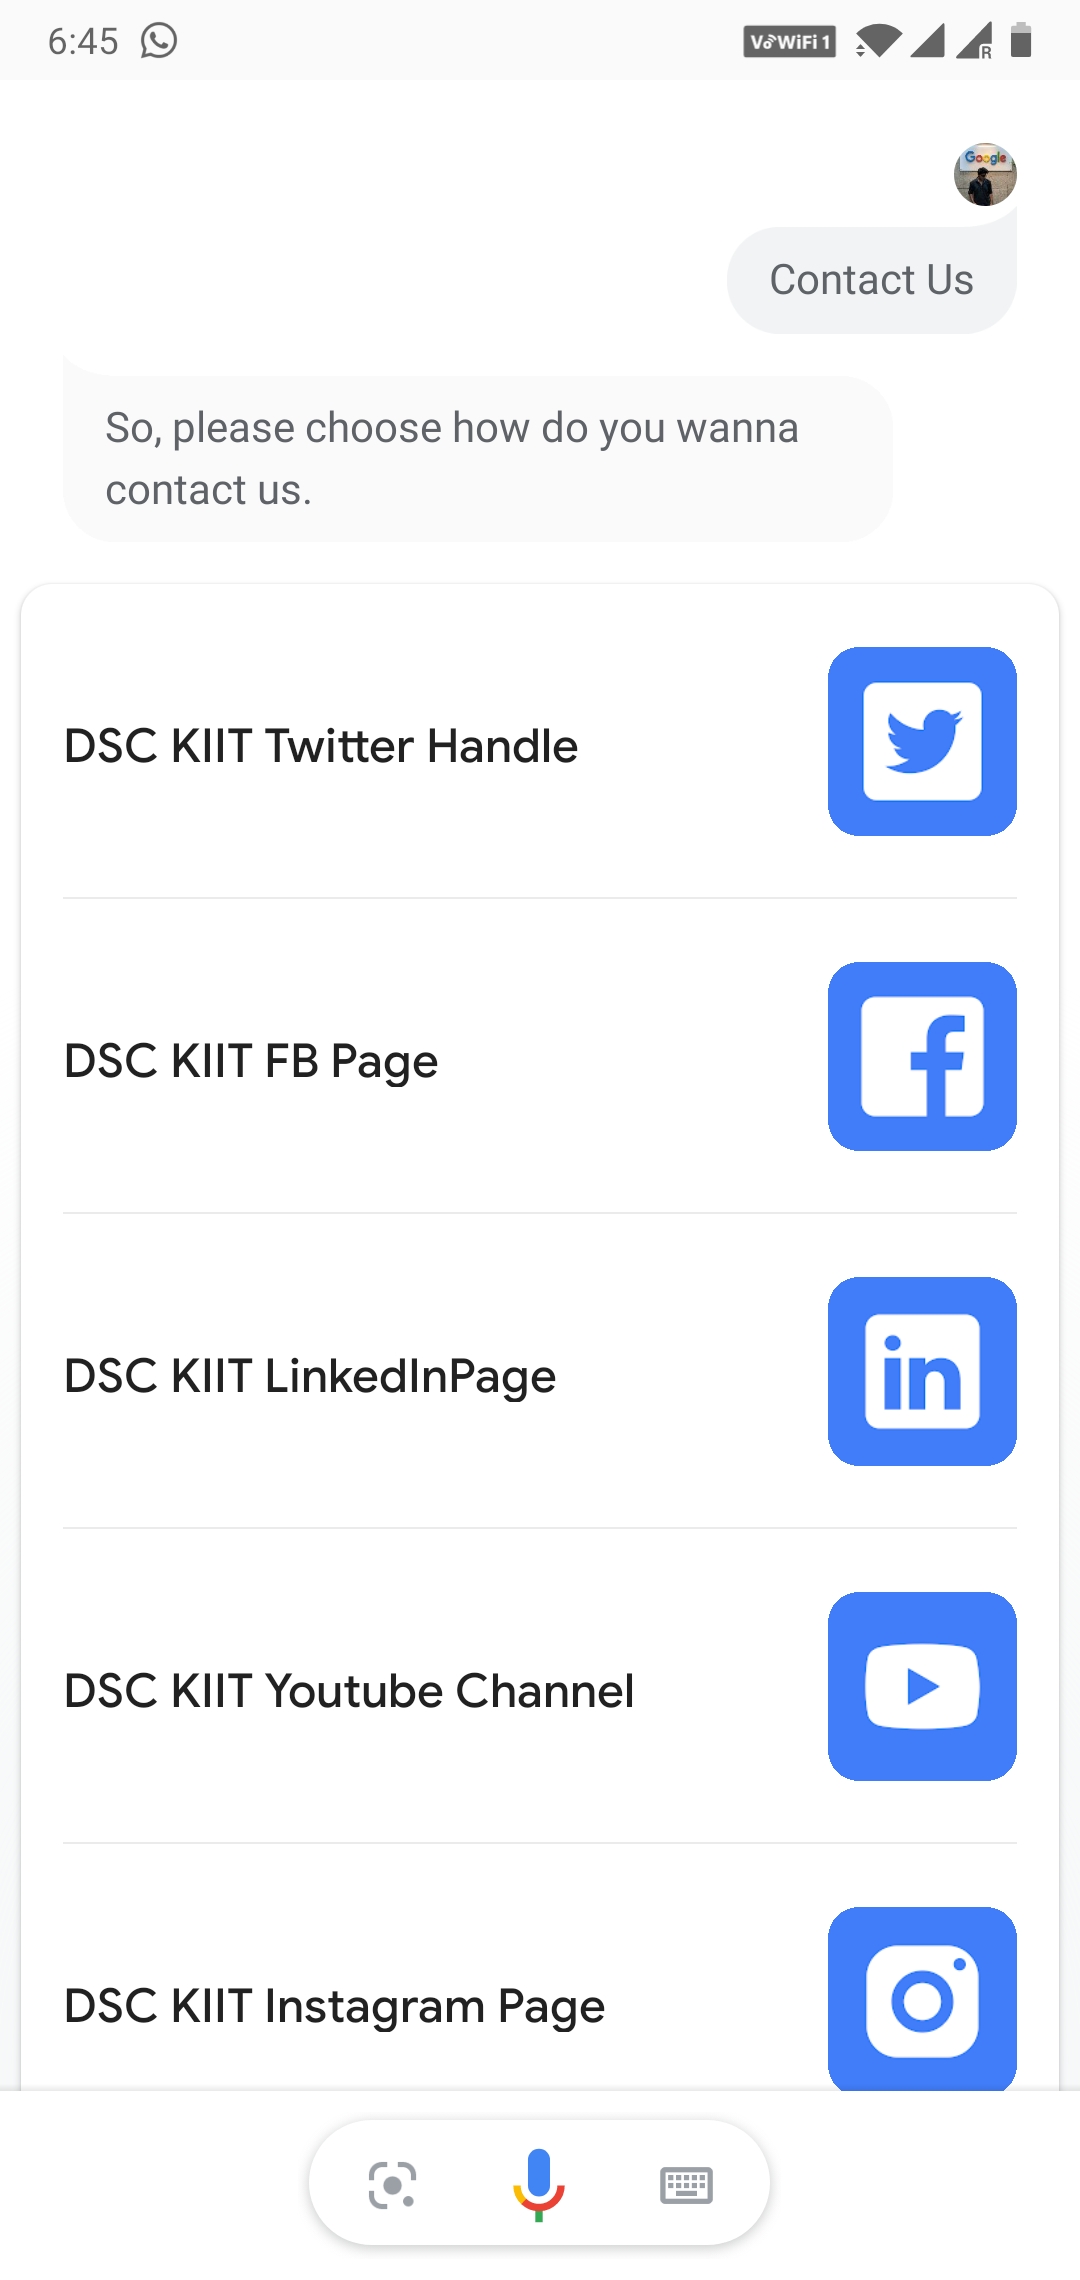 6:45
VoWiFi 1
R
Google
Contact Us
So, please choose how do you wanna
contact us.
DSC KIIT Twitter Handle
DSC KIIT FB Page
f
DSC KIIT LinkedInPage
in
DSC KIIT Youtube Channel
DSC KIIT Instagram Page